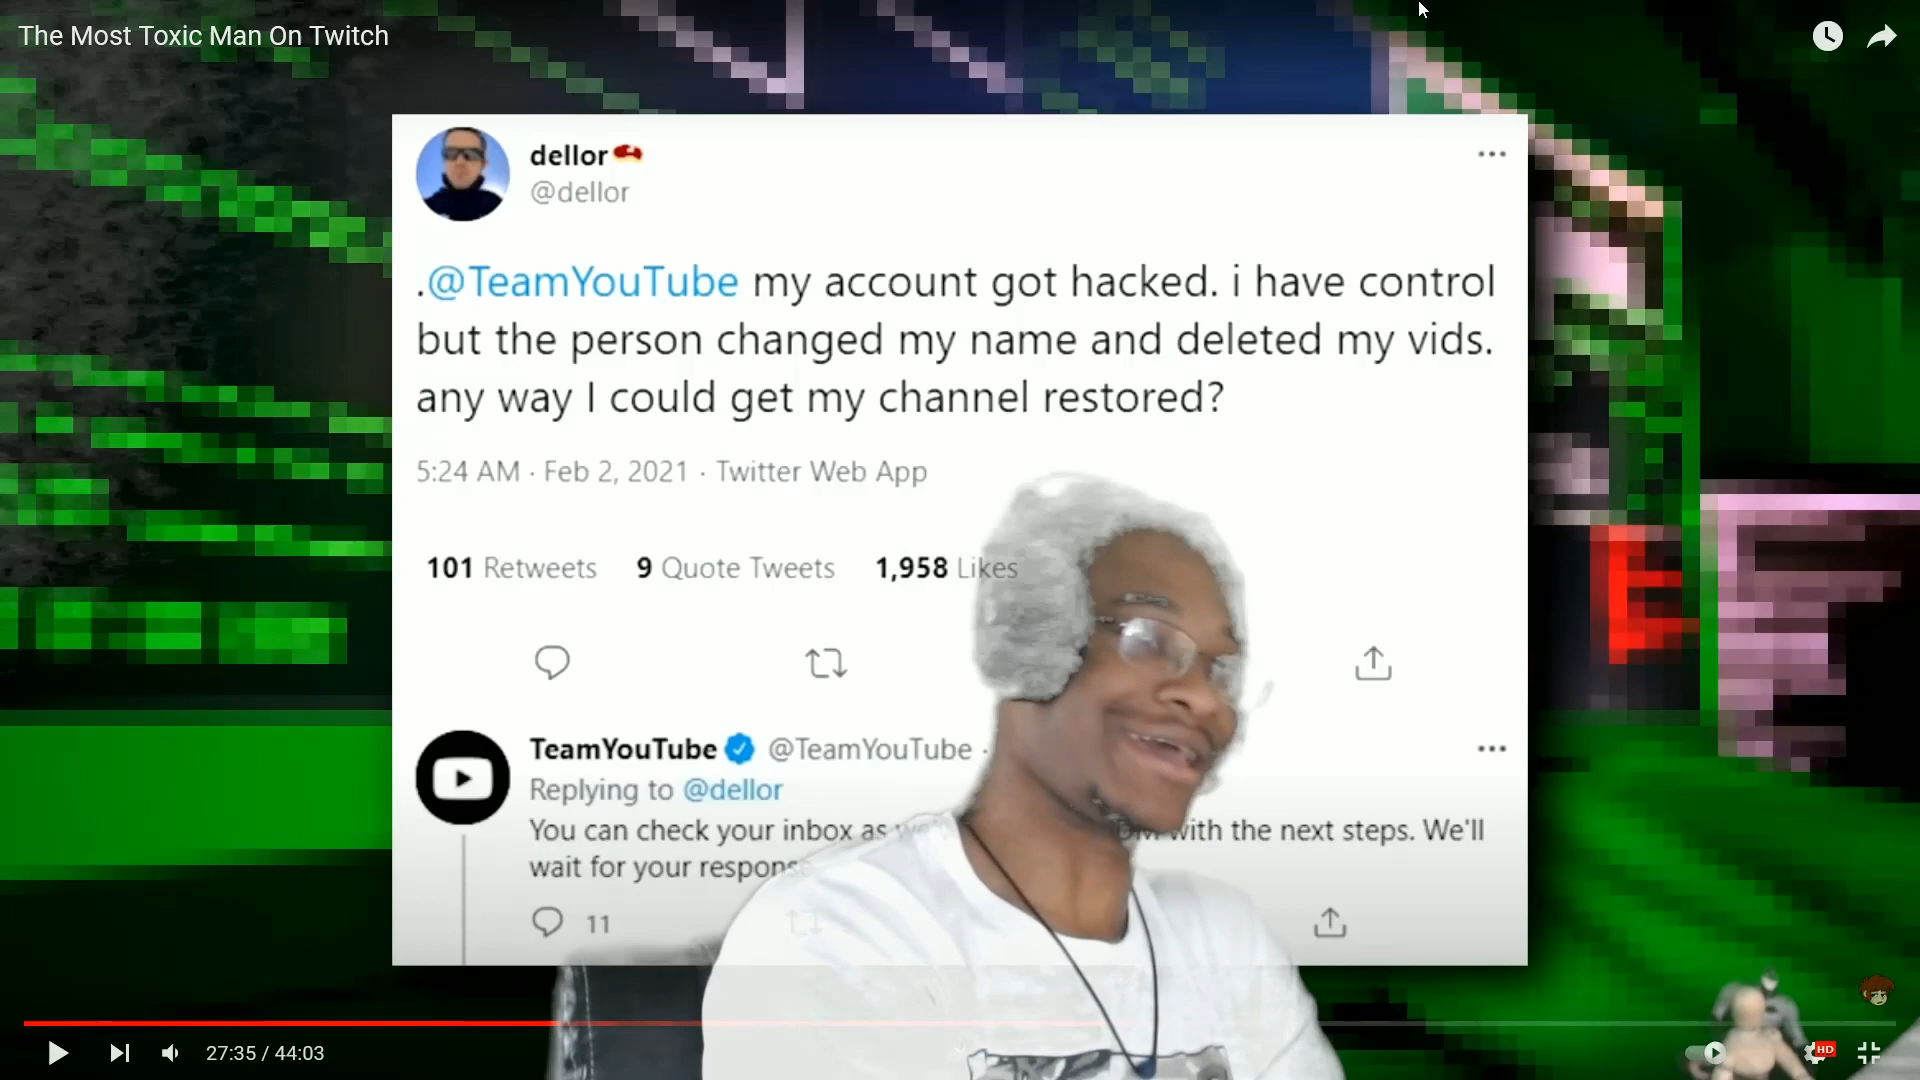 The Most Toxic Man On Twitch
dellor
@dellor
.@TeamYouTube my account got hacked. i have control
but the person changed my name and deleted my vids.
any way I could get my channel restored?
5:24 AM · Feb 2, 2021 · Twitter Web App
101 Retweets 9 Quote Tweets 1,958 Likes
TeamYouTube @TeamYouTube ·
Replying to @dellor
You can check your inbox as with the next steps. We'll
wait for your response
11
27:35 / 44:03
HD